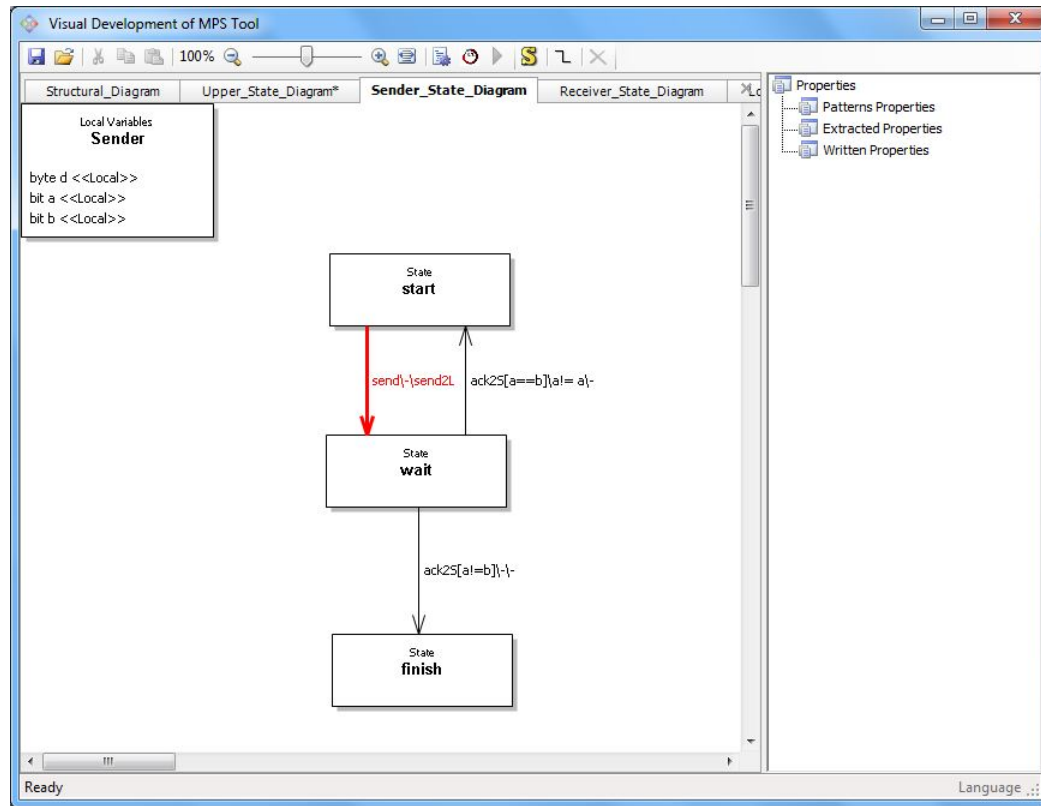 Visual Development of MPS Tool
100%
Structural_Diagram
Upper_State_Diagram*
Sender_State_Diagram
Receiver_State_Diagram
Local Variables
Sender
byte d <<Local>>
bit a <<Local>>
bit b <<Local>>
State
start
send\-\send2L
ack2S[a==b]\a!= a\-
State
wait
ack2S[a!=b]\-\-
State
finish
Properties
Patterns Properties
Extracted Properties
Written Properties
Ready
Language